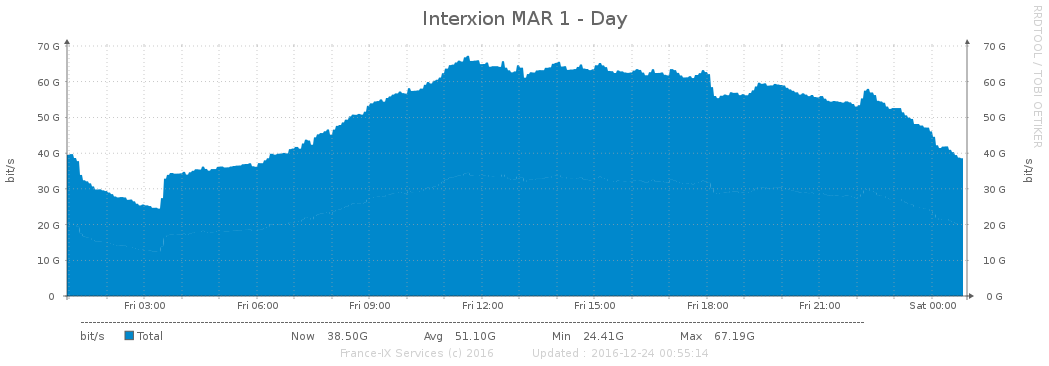 Interxion MAR 1 - Day
RRDTOOL / TOBI OETIKER
bit/s
70 G 70 G
60 G 60 G
50 G 50 G
40 G 40 G
30 G 30 G
20 G 20 G
10 G 10 G
0 0 G
bit/s
Fri 03:00 Fri 06:00 Fri 09:00 Fri 12:00 Fri 15:00 Fri 18:00 Fri 21:00 Sat 00:00
bit/s Total Now 38.50G Avg 51.10G Min 24.41G Max 67.19G
France-IX Services (c) 2016 Updated : 2016-12-24 00:55:14